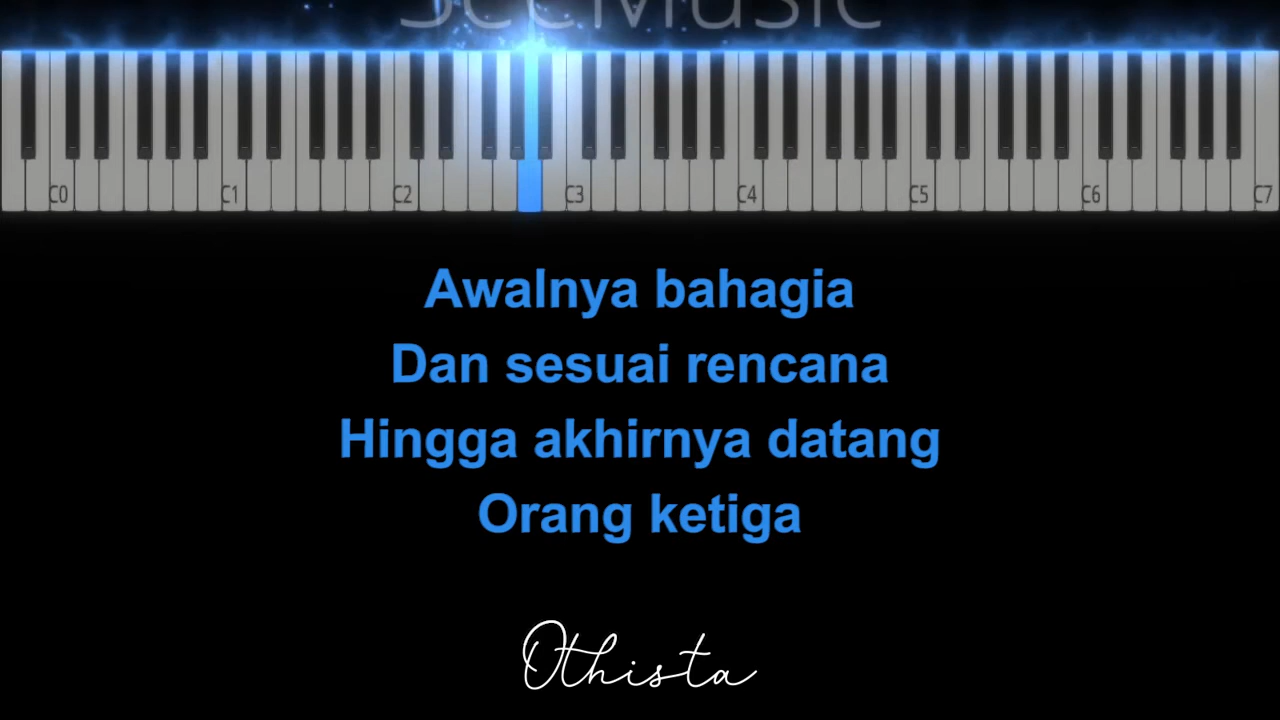 SeeMusic
C0 C1 C2 C3 C4 C5 C6 C7
Awalnya bahagia
Dan sesuai rencana
Hingga akhirnya datang
Orang ketiga
Othista